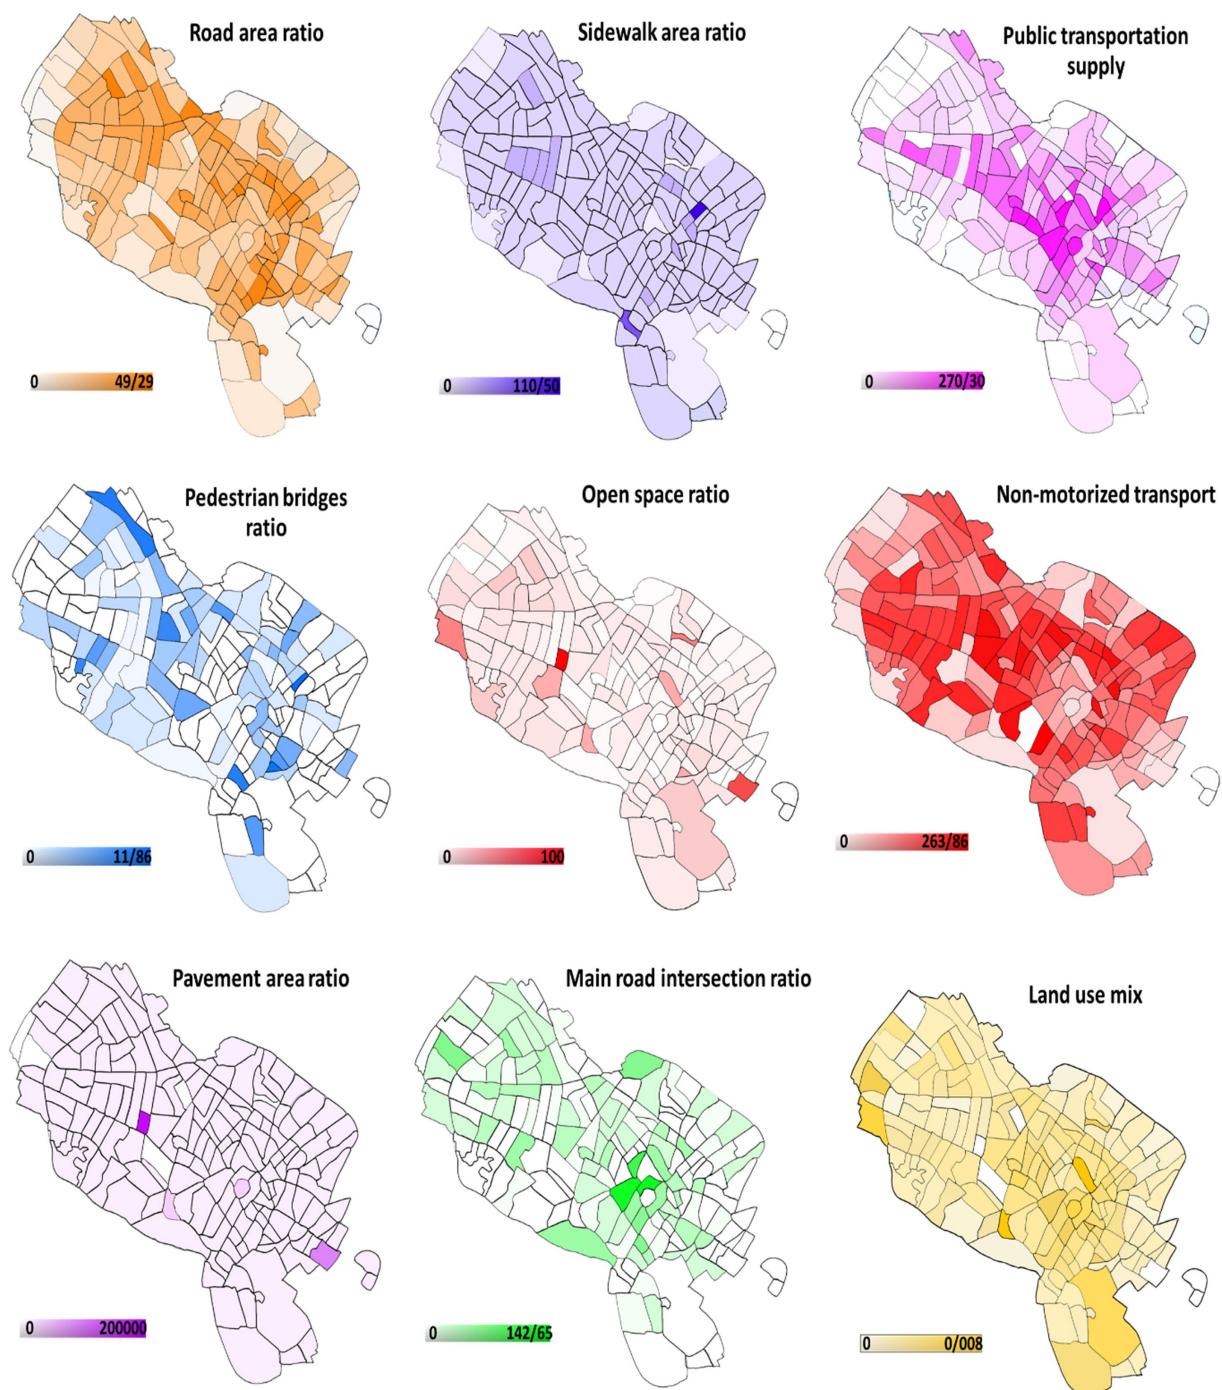 Road area ratio
0 49/29
Sidewalk area ratio
0 110/50
Public transportation
supply
0 270/30
Pedestrian bridges
ratio
0 11/86
Open space ratio
0 100
Non-motorized transport
0 263/86
Pavement area ratio
0 200000
Main road intersection ratio
0 142/65
Land use mix
0 0/008